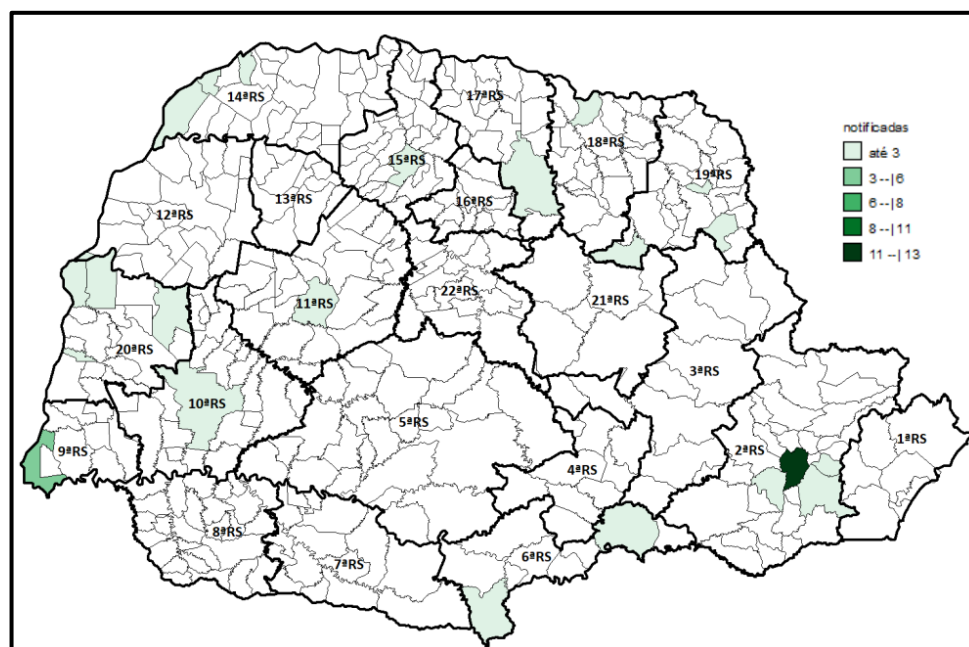 17ªRS
14ªRS
notificadas
até 3
3 --| 6
6 --| 8
8 --| 11
11 --| 13
18ªRS
15ªRS
19ªRS
13ªRS
16ªRS
12ªRS
22ªRS
21ªRS
11ªRS
20ªRS
3ªRS
10ªRS
5ªRS
1ªRS
9ªRS
2ªRS
4ªRS
8ªRS
6ªRS
7ªRS